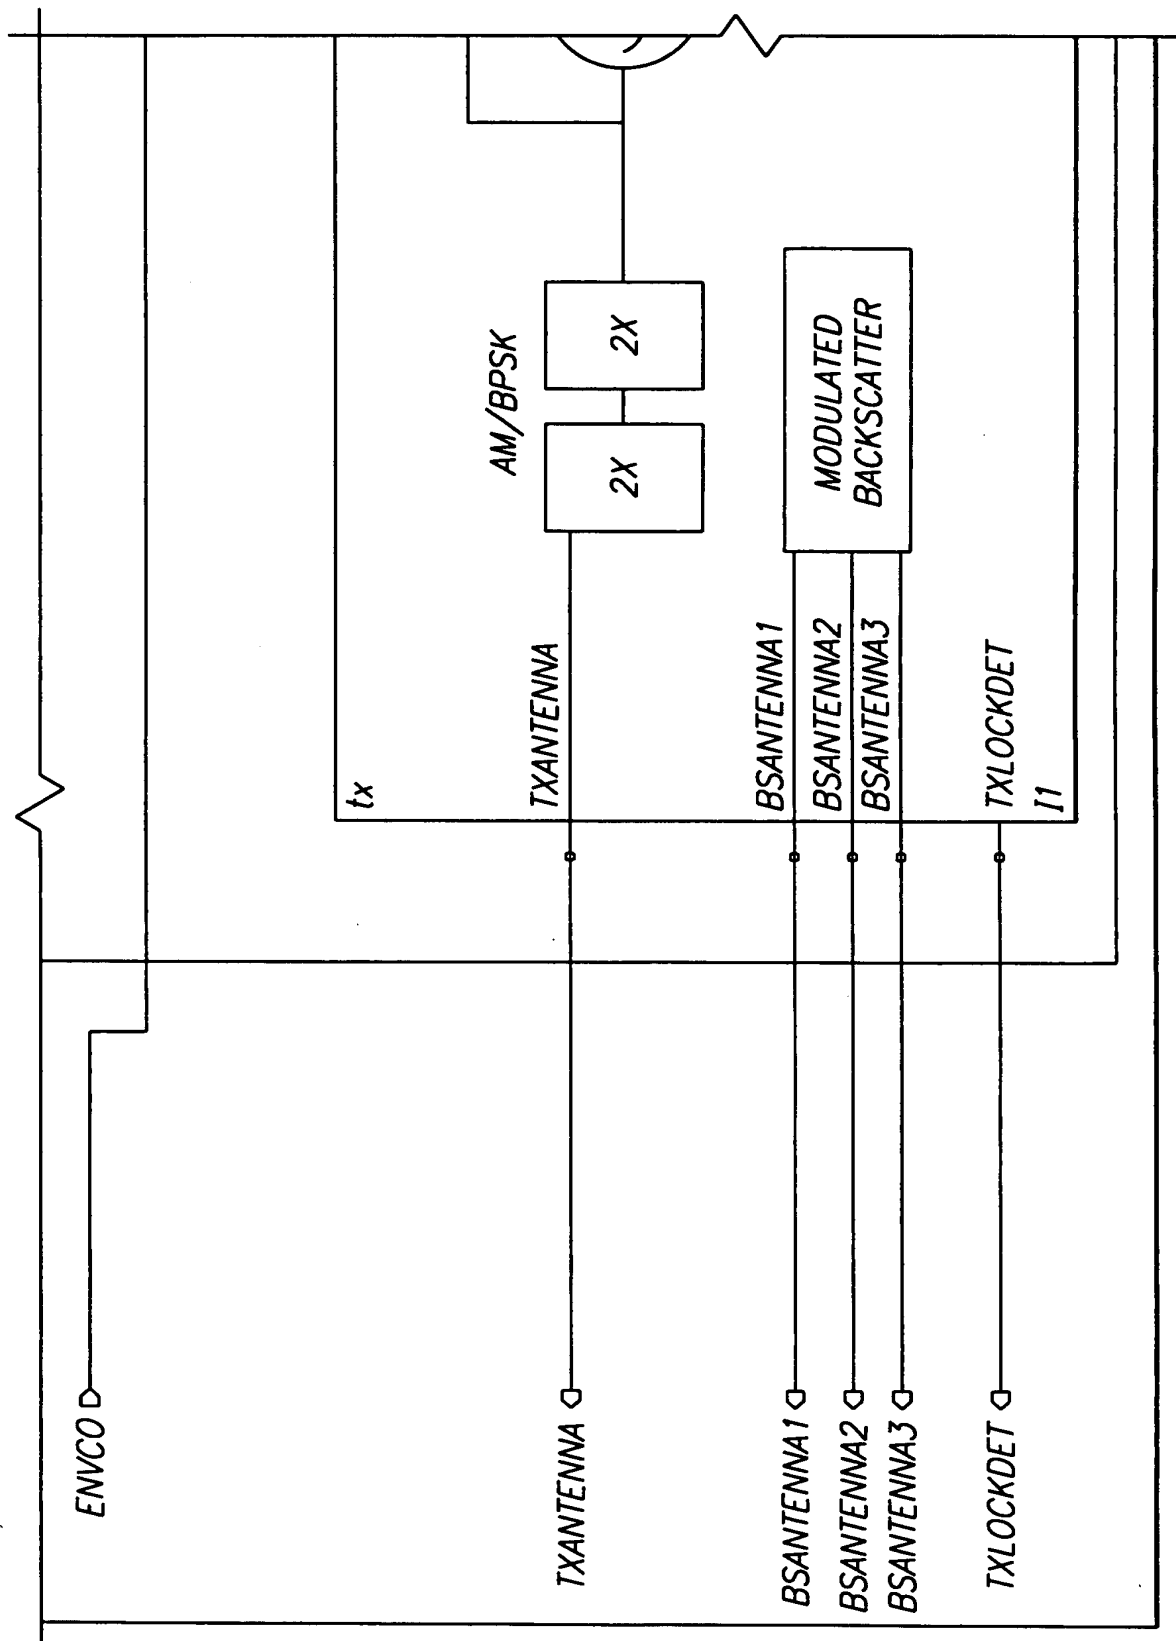 ENVCO
tx
AM/BPSK
2X
2X
TXANTENNA
TXANTENNA
MODULATED
BACKSCATTER
BSANTENNA1
BSANTENNA2
BSANTENNA3
BSANTENNA1
BSANTENNA2
BSANTENNA3
TXLOCKDET
TXLOCKDET
I1